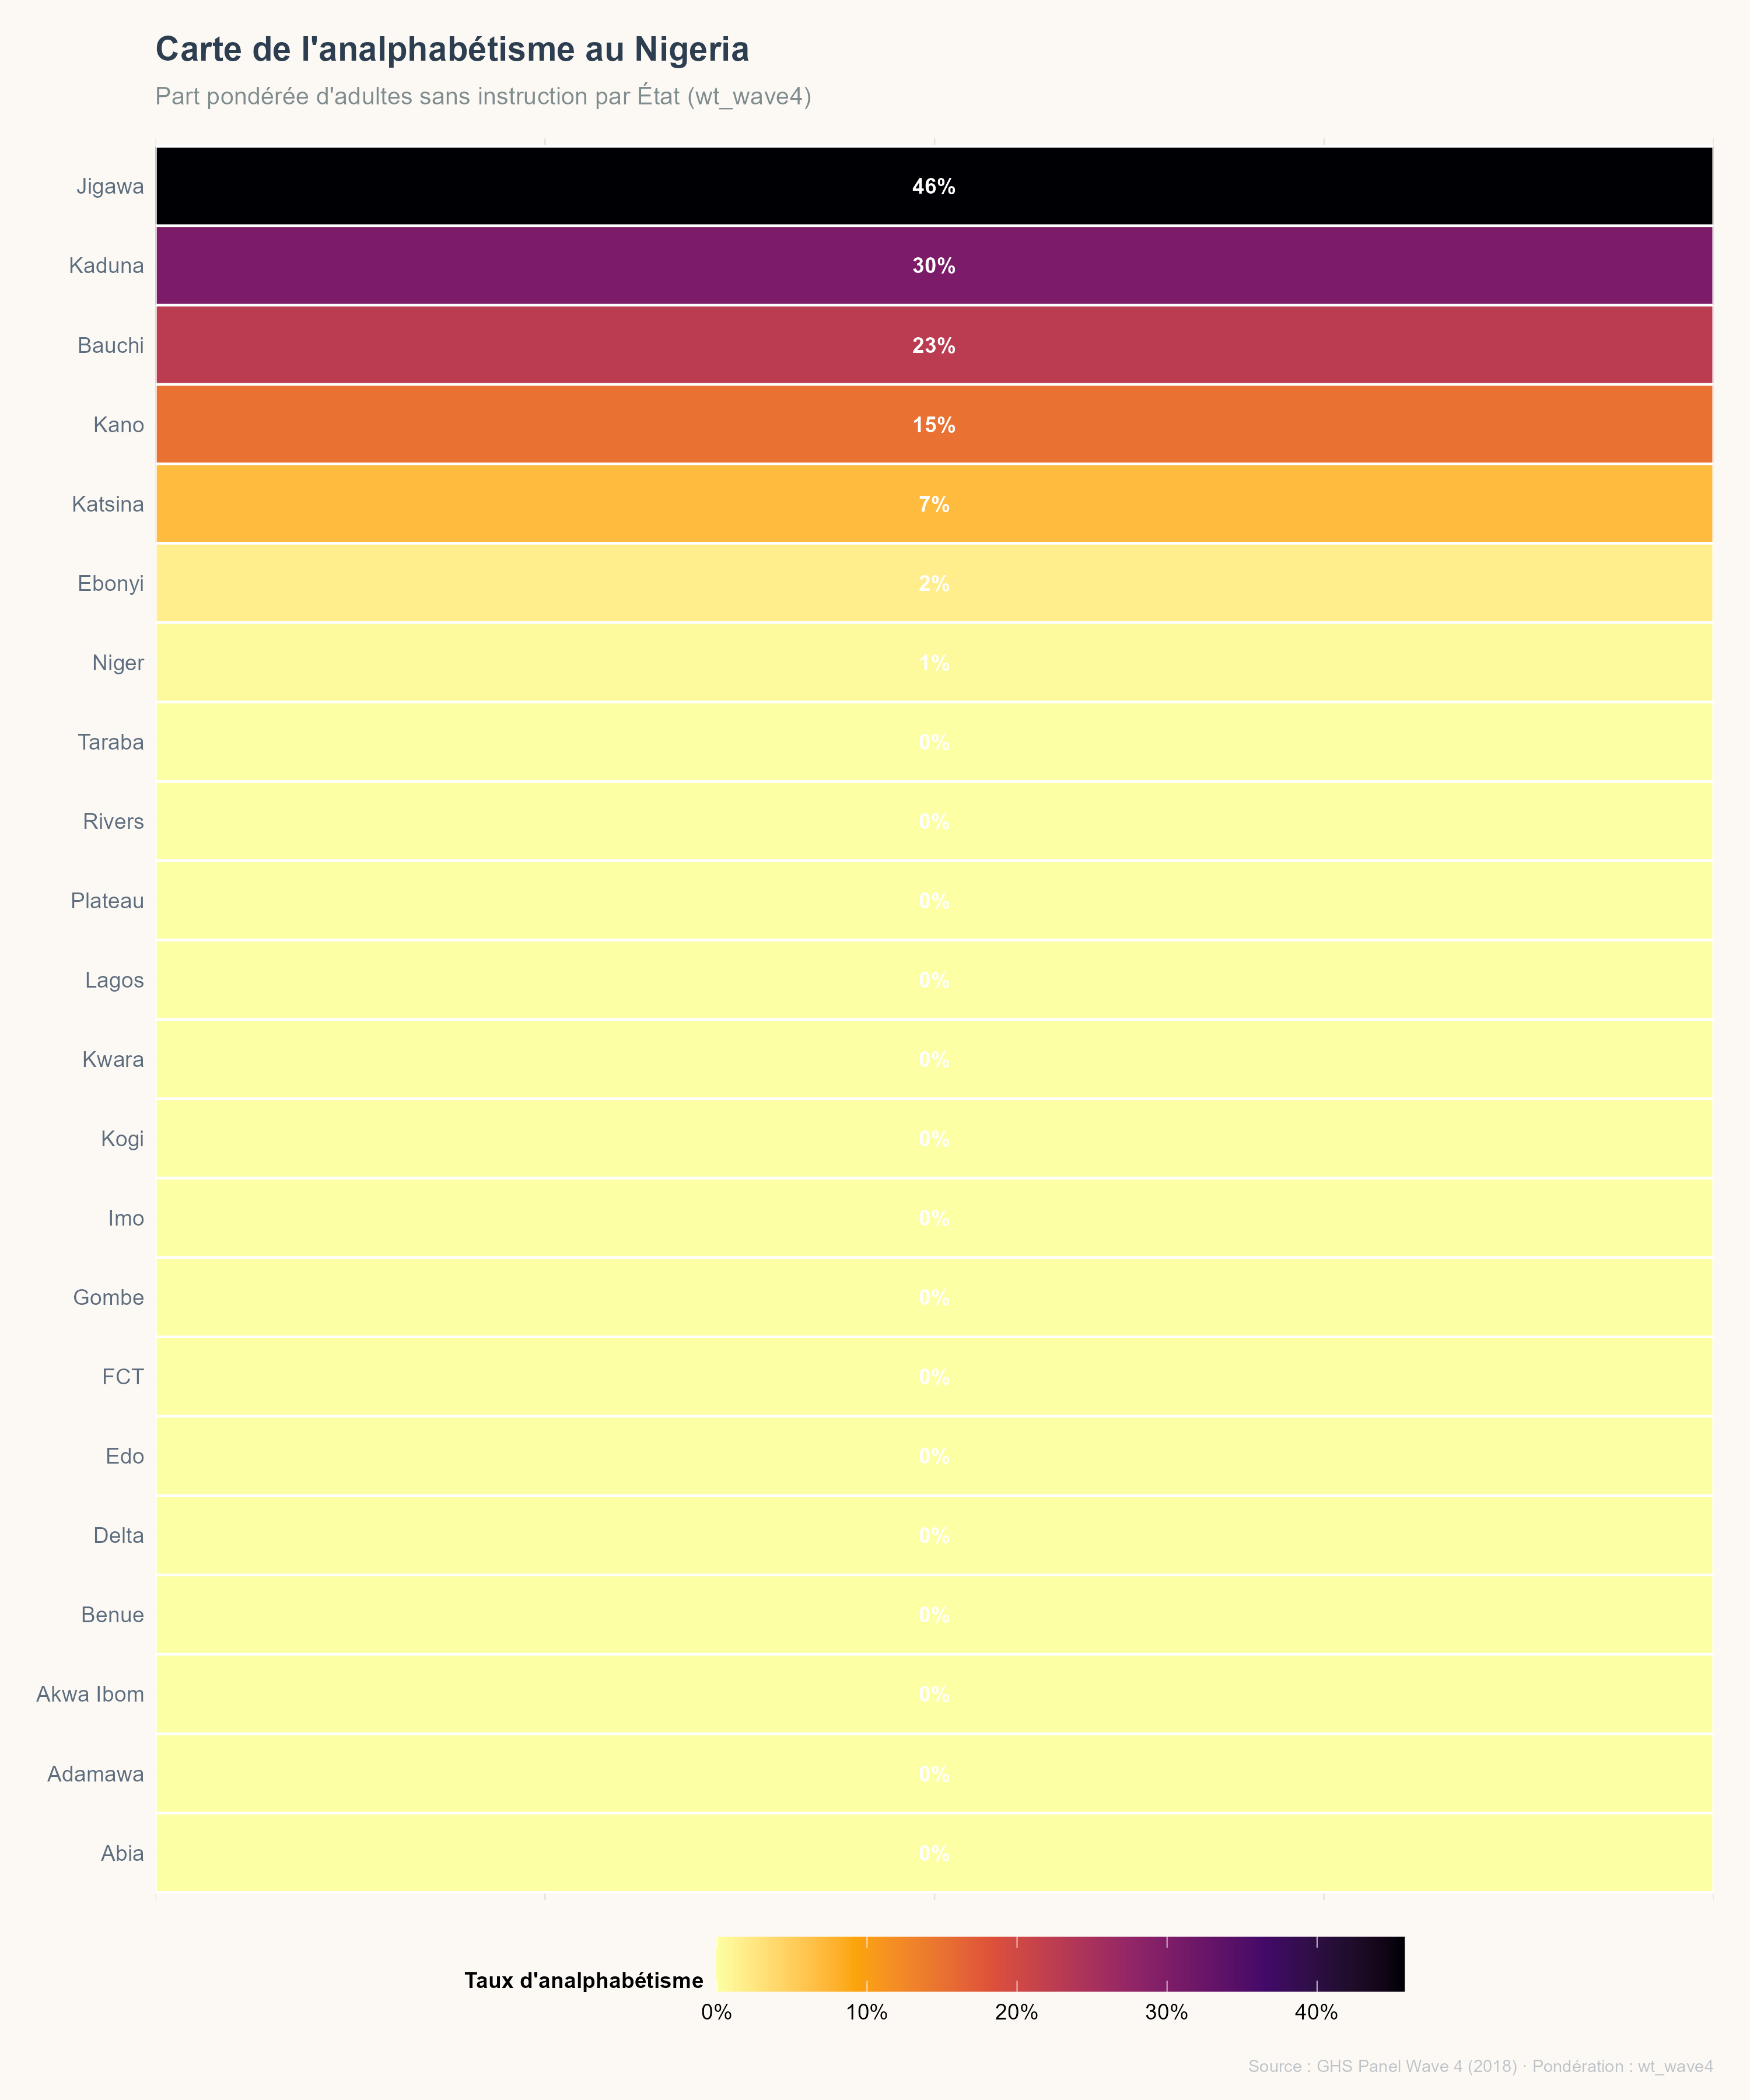 Carte de l'analphabétisme au Nigeria
Part pondérée d'adultes sans instruction par État (wt_wave4)
Jigawa 46%
Kaduna 30%
Bauchi 23%
Kano 15%
Katsina 7%
Ebonyi 2%
Niger 1%
Taraba 0%
Rivers 0%
Plateau 0%
Lagos 0%
Kwara 0%
Kogi 0%
Imo 0%
Gombe 0%
FCT 0%
Edo 0%
Delta 0%
Benue 0%
Akwa Ibom 0%
Adamawa 0%
Abia 0%
Taux d'analphabétisme
0% 10% 20% 30% 40%
Source : GHS Panel Wave 4 (2018) · Pondération : wt_wave4